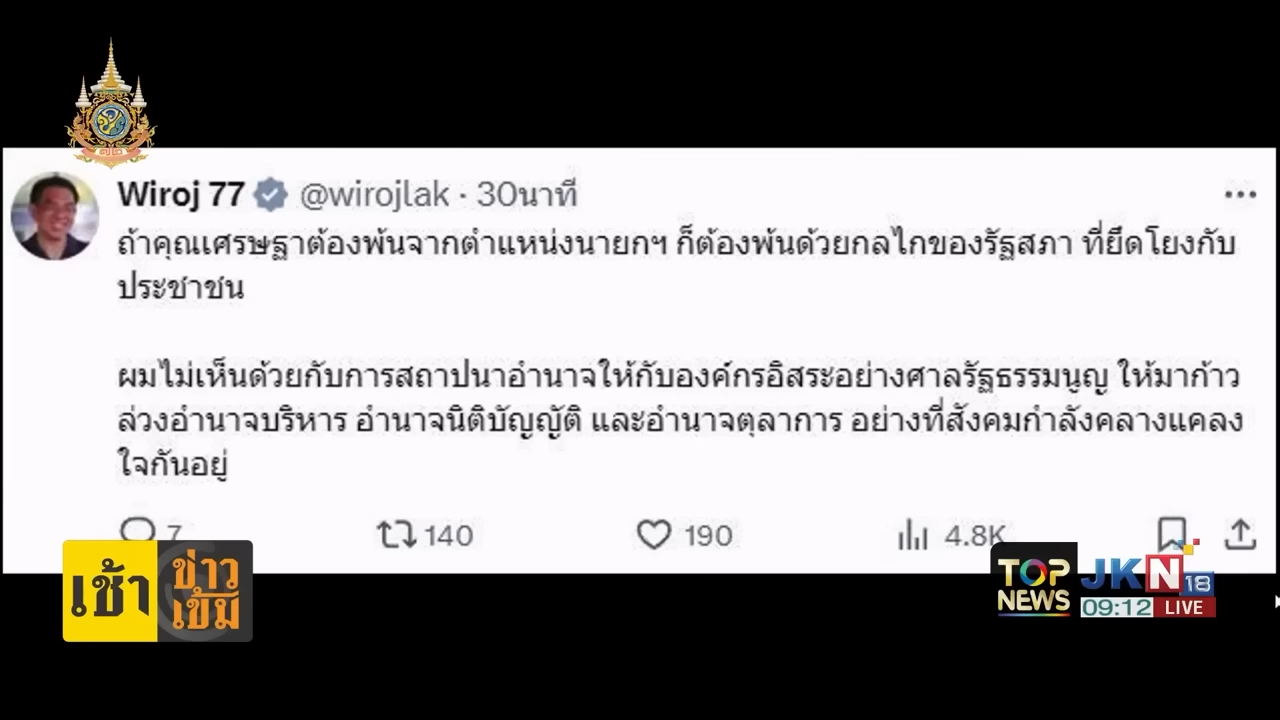 Wiroj 77 @wirojlak · 30นาที
ถ้าคุณเศรษฐาต้องพ้นจากตำแหน่งนายกฯ ก็ต้องพ้นด้วยกลไกของรัฐสภา ที่ยึดโยงกับ
ประชาชน
ผมไม่เห็นด้วยกับการสถาปนาอำนาจให้กับองค์กรอิสระอย่างศาลรัฐธรรมนูญ ให้มาก้าว
ล่วงอำนาจบริหาร อำนาจนิติบัญญัติ และอำนาจตุลาการ อย่างที่สังคมกำลังคลางแคลง
ใจกันอยู่
7 140 190 4.8K
เช้า
ข่าว
เข้ม
TOP
NEWS
JKN 18
09:12 LIVE